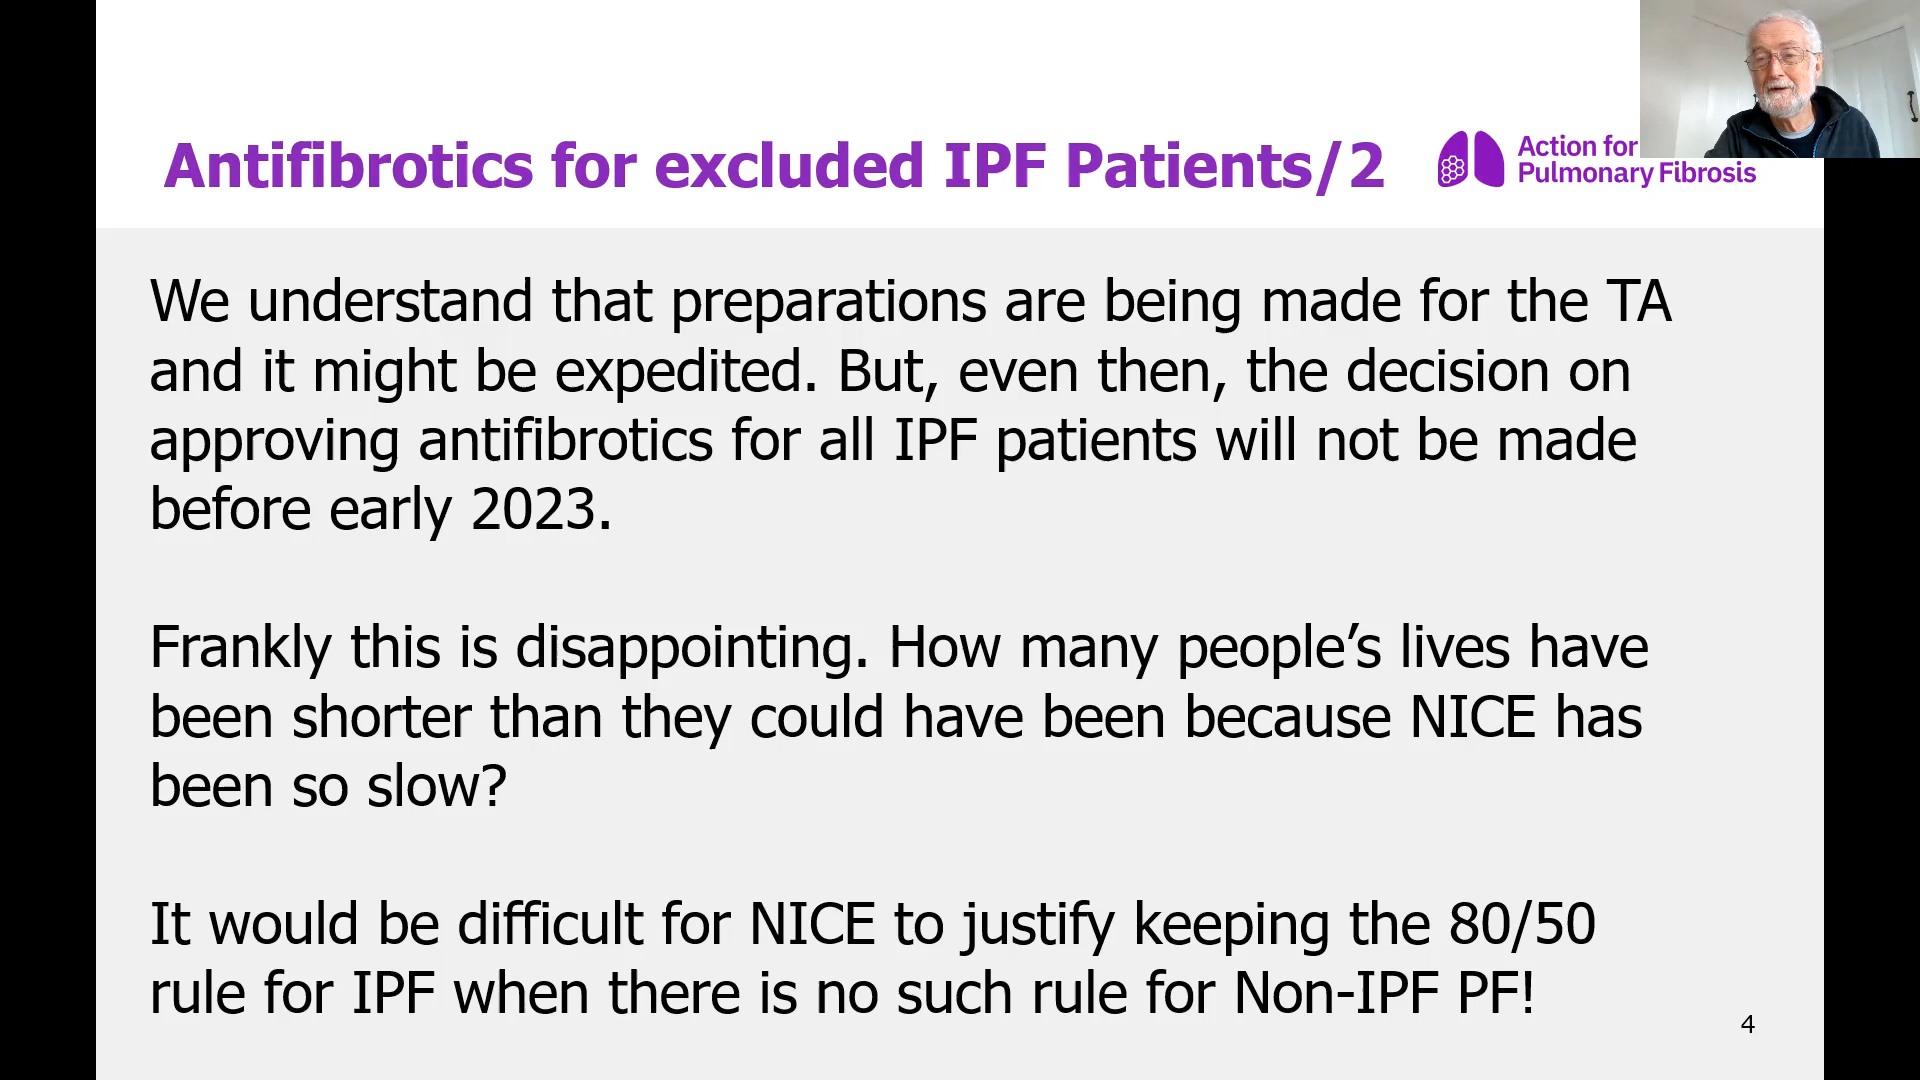 Antifibrotics for excluded IPF Patients/2
Action for
Pulmonary Fibrosis
We understand that preparations are being made for the TA
and it might be expedited. But, even then, the decision on
approving antifibrotics for all IPF patients will not be made
before early 2023.
Frankly this is disappointing. How many people’s lives have
been shorter than they could have been because NICE has
been so slow?
It would be difficult for NICE to justify keeping the 80/50
rule for IPF when there is no such rule for Non-IPF PF!
4